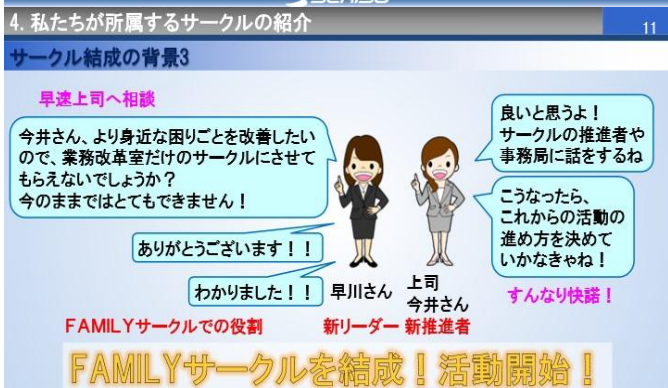 4. 私たちが所属するサークルの紹介
11
サークル結成の背景3
早速上司へ相談
今井さん、より身近な困りごとを改善したい
ので、業務改革室だけのサークルにさせて
もらえないでしょうか？
今のままではとてもできません！
良いと思うよ！
サークルの推進者や
事務局に話をするね
ありがとうございます！！
こうなったら、
これからの活動の
進め方を決めて
いかなきゃね！
わかりました！！
早川さん
上司
今井さん
すんなり快諾！
FAMILYサークルでの役割
新リーダー
新推進者
FAMILYサークルを結成！活動開始！